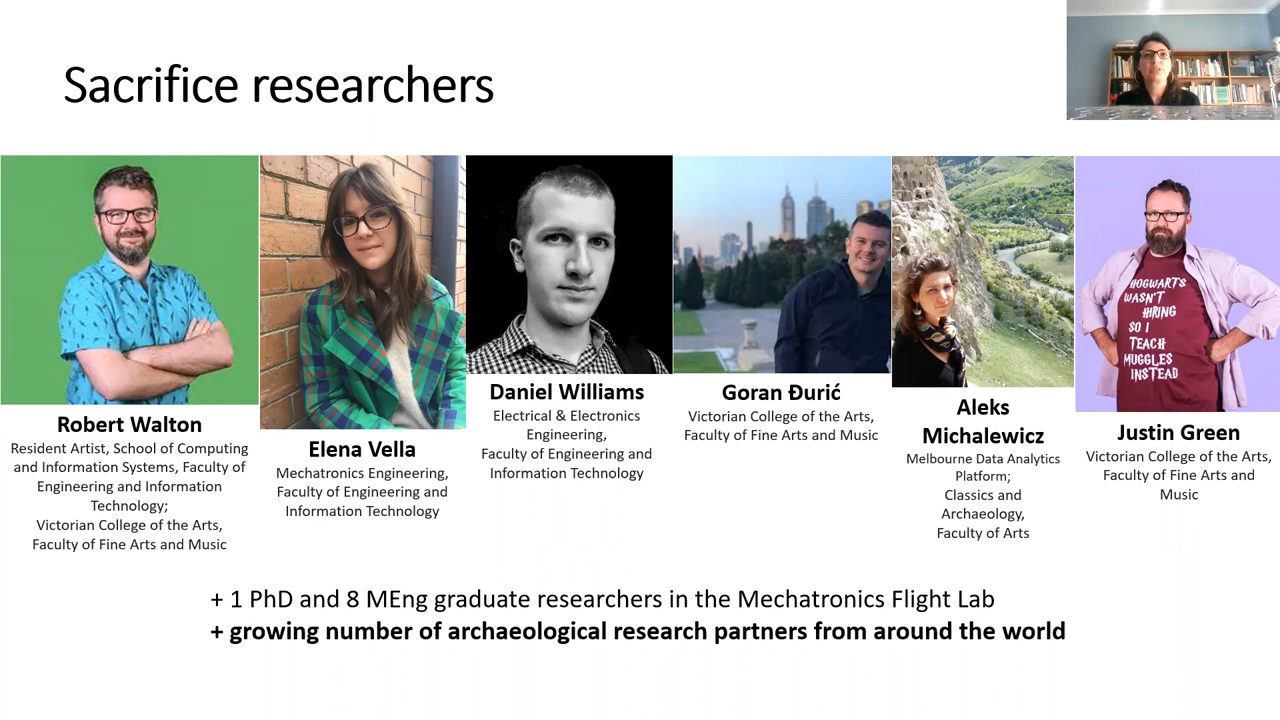 Sacrifice researchers
HOGWARTS
WASN'T
HIRING
SO I
TEACH
MUGGLES
INSTEAD
Robert Walton
Resident Artist, School of Computing
and Information Systems, Faculty of
Engineering and Information
Technology;
Victorian College of the Arts,
Faculty of Fine Arts and Music
Elena Vella
Mechatronics Engineering,
Faculty of Engineering and
Information Technology
Daniel Williams
Electrical & Electronics
Engineering,
Faculty of Engineering and
Information Technology
Goran Đurić
Victorian College of the Arts,
Faculty of Fine Arts and Music
Aleks
Michalewicz
Melbourne Data Analytics
Platform;
Classics and
Archaeology,
Faculty of Arts
Justin Green
Victorian College of the Arts,
Faculty of Fine Arts and
Music
+ 1 PhD and 8 MEng graduate researchers in the Mechatronics Flight Lab
+ growing number of archaeological research partners from around the world